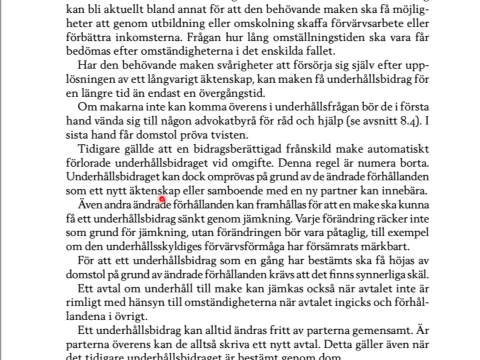 kan bli aktuellt bland annat för att den behövande maken ska få möjlig-
heter att genom utbildning eller omskolning skaffa förvärvsarbete eller
förbättra inkomsterna. Frågan hur lång omställningstiden ska vara får
bedömas efter omständigheterna i det enskilda fallet.
Har den behövande maken svårigheter att försörja sig själv efter upp-
lösningen av ett långvarigt äktenskap, kan maken få underhållsbidrag för
en längre tid än endast en övergångstid.
Om makarna inte kan komma överens i underhållsfrågan bör de i första
hand vända sig till någon advokatbyrå för råd och hjälp (se avsnitt 8.4). I
sista hand får domstol pröva tvisten.
Tidigare gällde att en bidragsberättigad frånskild make automatiskt
förlorade underhållsbidraget vid omgifte. Denna regel är numera borta.
Underhållsbidraget kan dock omprövas på grund av de ändrade förhållanden
som ett nytt äktenskap eller samboende med en ny partner kan innebära.
Även andra ändrade förhållanden kan framhållas för att en make ska kunna
få ett underhållsbidrag sänkt genom jämkning. Varje förändring räcker inte
som grund för jämkning, utan förändringen bör vara påtaglig, till exempel
om den underhållsskyldiges förvärvsförmåga har försämrats märkbart.
För att ett underhållsbidrag som en gång har bestämts ska få höjas av
domstol på grund av ändrade förhållanden krävs att det finns synnerliga skäl.
Ett avtal om underhåll till make kan jämkas också när avtalet inte är
rimligt med hänsyn till omständigheterna när avtalet ingicks och förhål-
landena i övrigt.
Ett underhållsbidrag kan alltid ändras fritt av parterna gemensamt. Är
parterna överens kan de alltså skriva ett nytt avtal. Detta gäller även när
det tidigare underhållsbidraget är bestämt genom dom.